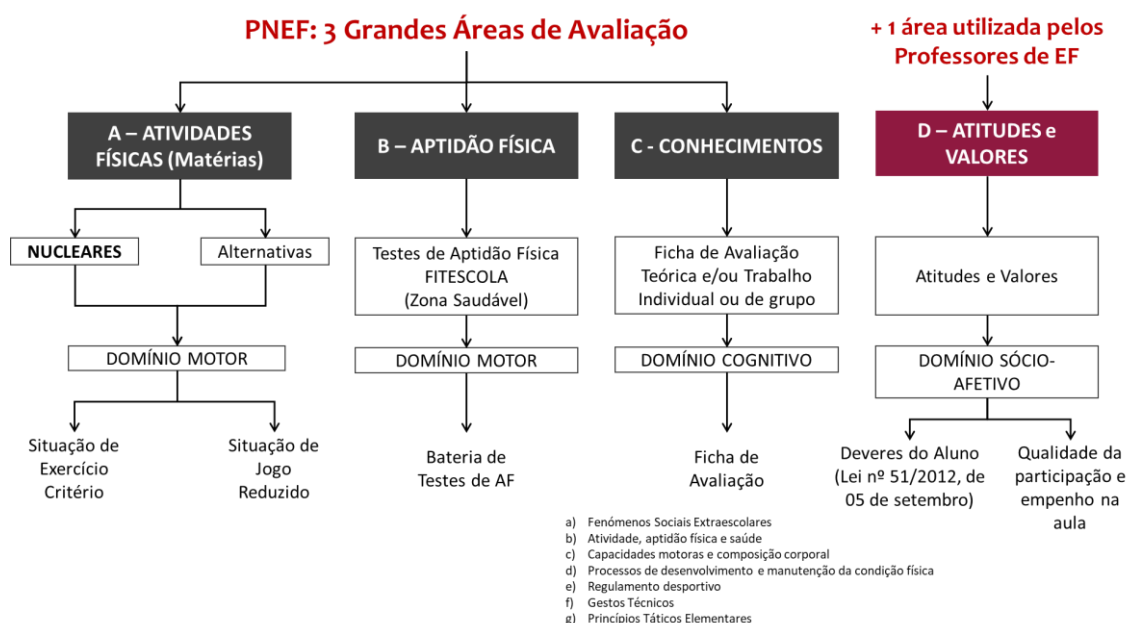 PNEF: 3 Grandes Áreas de Avaliação
+ 1 área utilizada pelos
Professores de EF
A – ATIVIDADES
FÍSICAS (Matérias)
B – APTIDÃO FÍSICA
C - CONHECIMENTOS
D – ATITUDES e
VALORES
NUCLEARES
Alternativas
Testes de Aptidão Física
FITESCOLA
(Zona Saudável)
Ficha de Avaliação
Teórica e/ou Trabalho
Individual ou de grupo
Atitudes e Valores
DOMÍNIO MOTOR
DOMÍNIO MOTOR
DOMÍNIO COGNITIVO
DOMÍNIO SÓCIO-
AFETIVO
Situação de
Exercício
Critério
Situação de
Jogo
Reduzido
Bateria de
Testes de AF
Ficha de
Avaliação
Deveres do Aluno
(Lei nº 51/2012, de
05 de setembro)
Qualidade da
participação e
empenho na
aula
a) Fenómenos Sociais Extraescolares
b) Atividade, aptidão física e saúde
c) Capacidades motoras e composição corporal
d) Processos de desenvolvimento e manutenção da condição física
e) Regulamento desportivo
f) Gestos Técnicos
g) Princípios Táticos Elementares